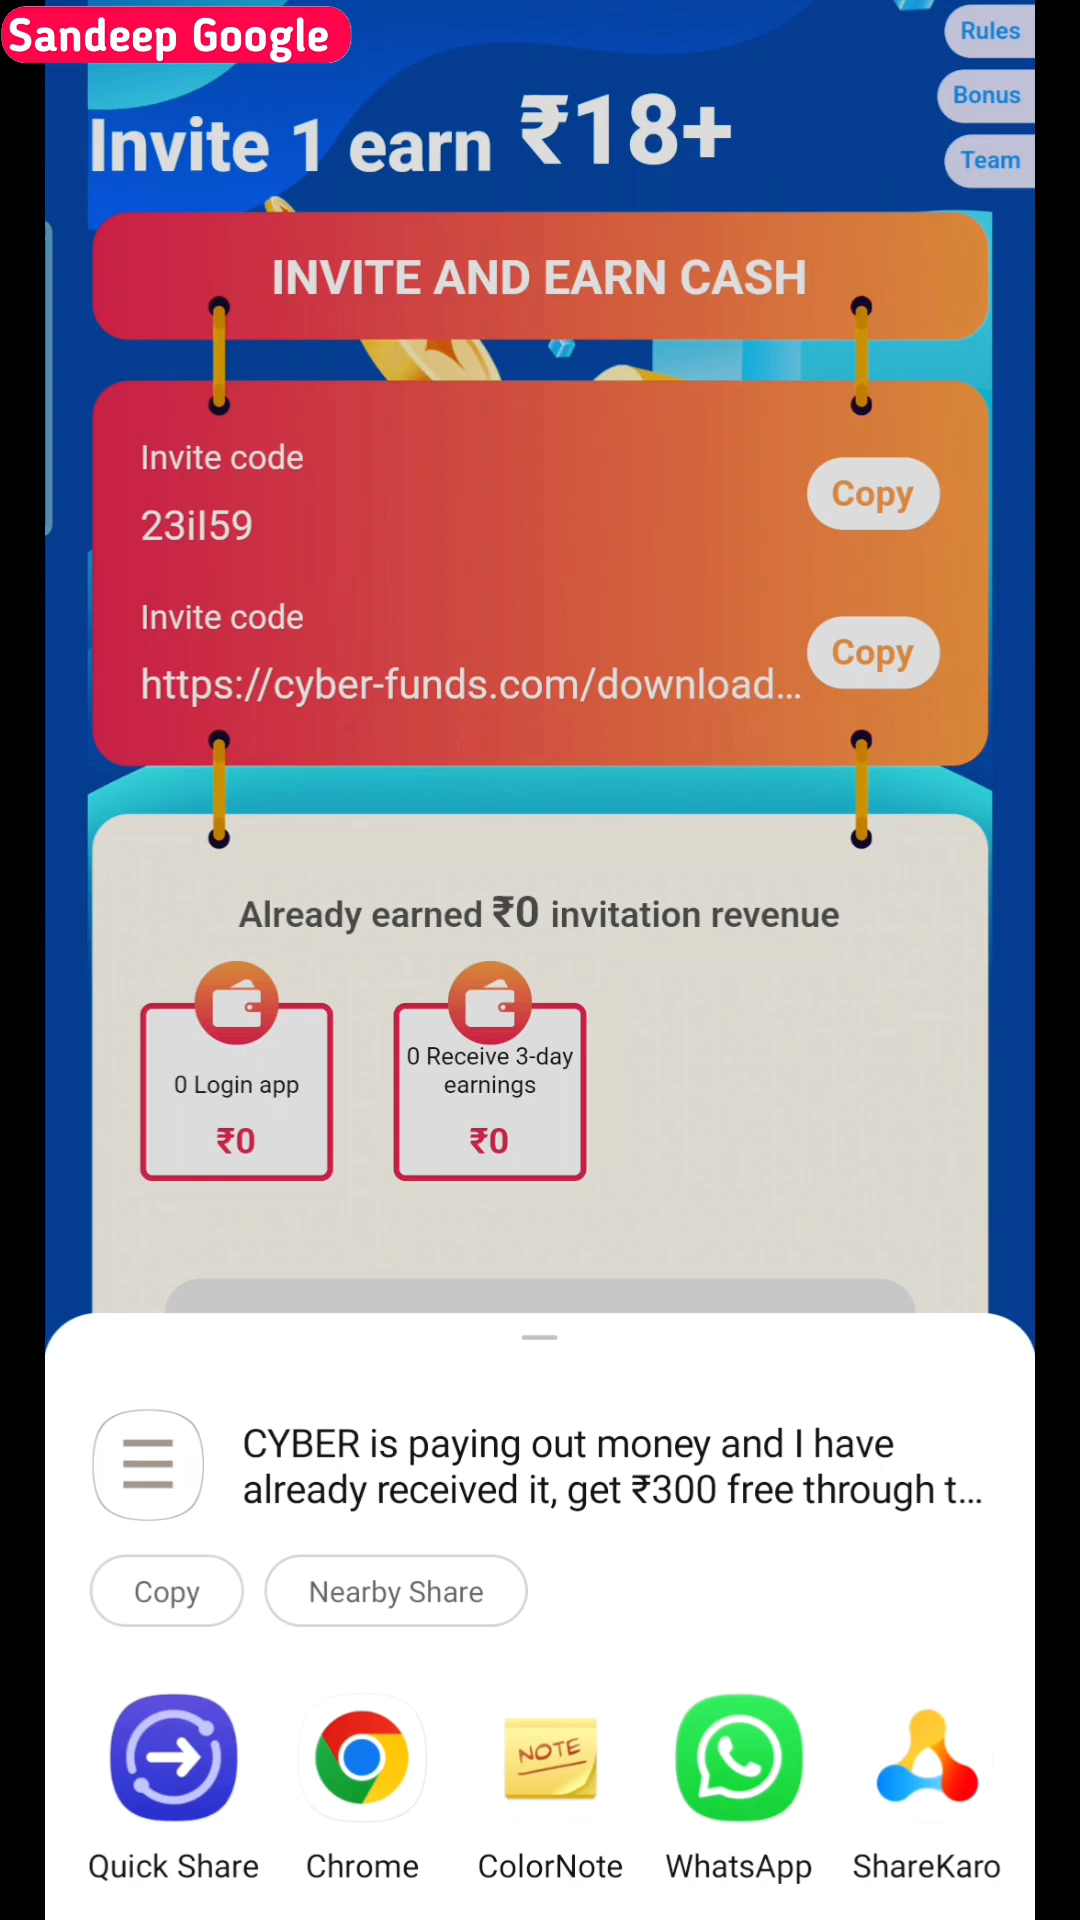 Sandeep Google
Rules
Bonus
Team
Invite 1 earn ₹18+
INVITE AND EARN CASH
Invite code
23iI59
Copy
Invite code
https://cyber-funds.com/download...
Copy
Already earned ₹0 invitation revenue
0 Login app
₹0
0 Receive 3-day
earnings
₹0
CYBER is paying out money and I have
already received it, get ₹300 free through t...
Copy
Nearby Share
NOTE
Quick Share
Chrome
ColorNote
WhatsApp
ShareKaro